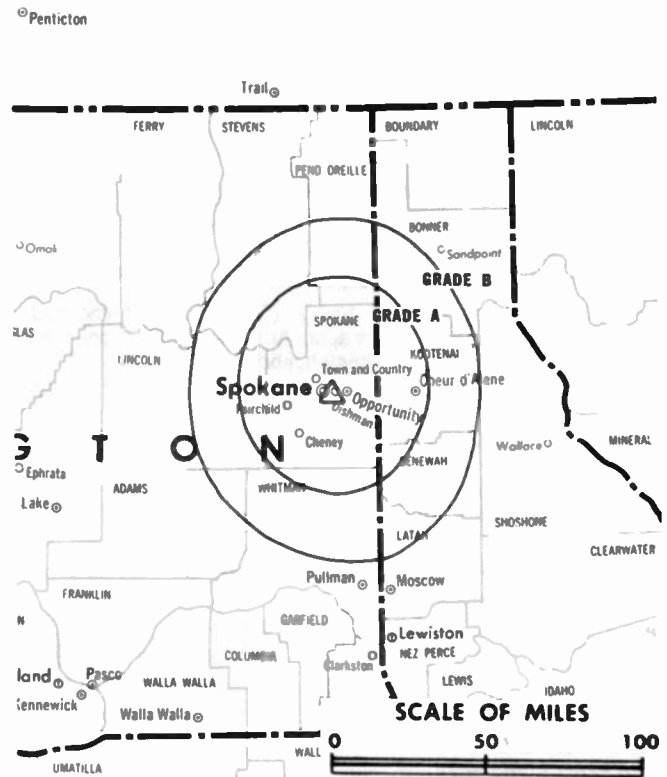 Penticton
Trail
FERRY
STEVENS
BOUNDARY
LINCOLN
PEND OREILLE
BONNER
Omak
Sandpoint
GRADE B
SPOKANE
GRADE A
GLAS
LINCOLN
KOOTENAI
Town and Country
Spokane
Coeur d'Alene
Opportunity
Fairchild
Dishman
Cheney
G T O N
Wallace
MINERAL
Ephrata
BENEWAH
ADAMS
WHITMAN
Lake
SHOSHONE
LATAH
CLEARWATER
Pullman
Moscow
FRANKLIN
N
GARFIELD
Lewiston
COLUMBIA
Clarkston
NEZ PERCE
land
Pasco
WALLA WALLA
LEWIS
IDAHO
Kennewick
SCALE OF MILES
Walla Walla
0 50 100
WALL
UMATILLA